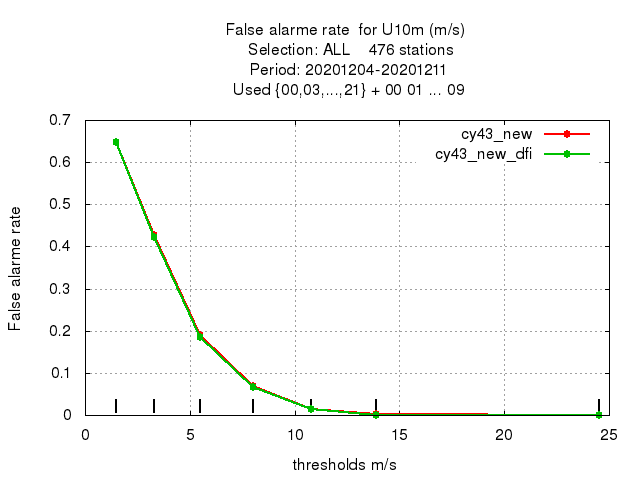 False alarme rate  for U10m (m/s)
Selection: ALL    476 stations
Period: 20201204-20201211
Used {00,03,...,21} + 00 01 ... 09
cy43_new
cy43_new_dfi
0.7
0.6
0.5
0.4
0.3
0.2
0.1
0
False alarme rate
0 5 10 15 20 25
thresholds m/s